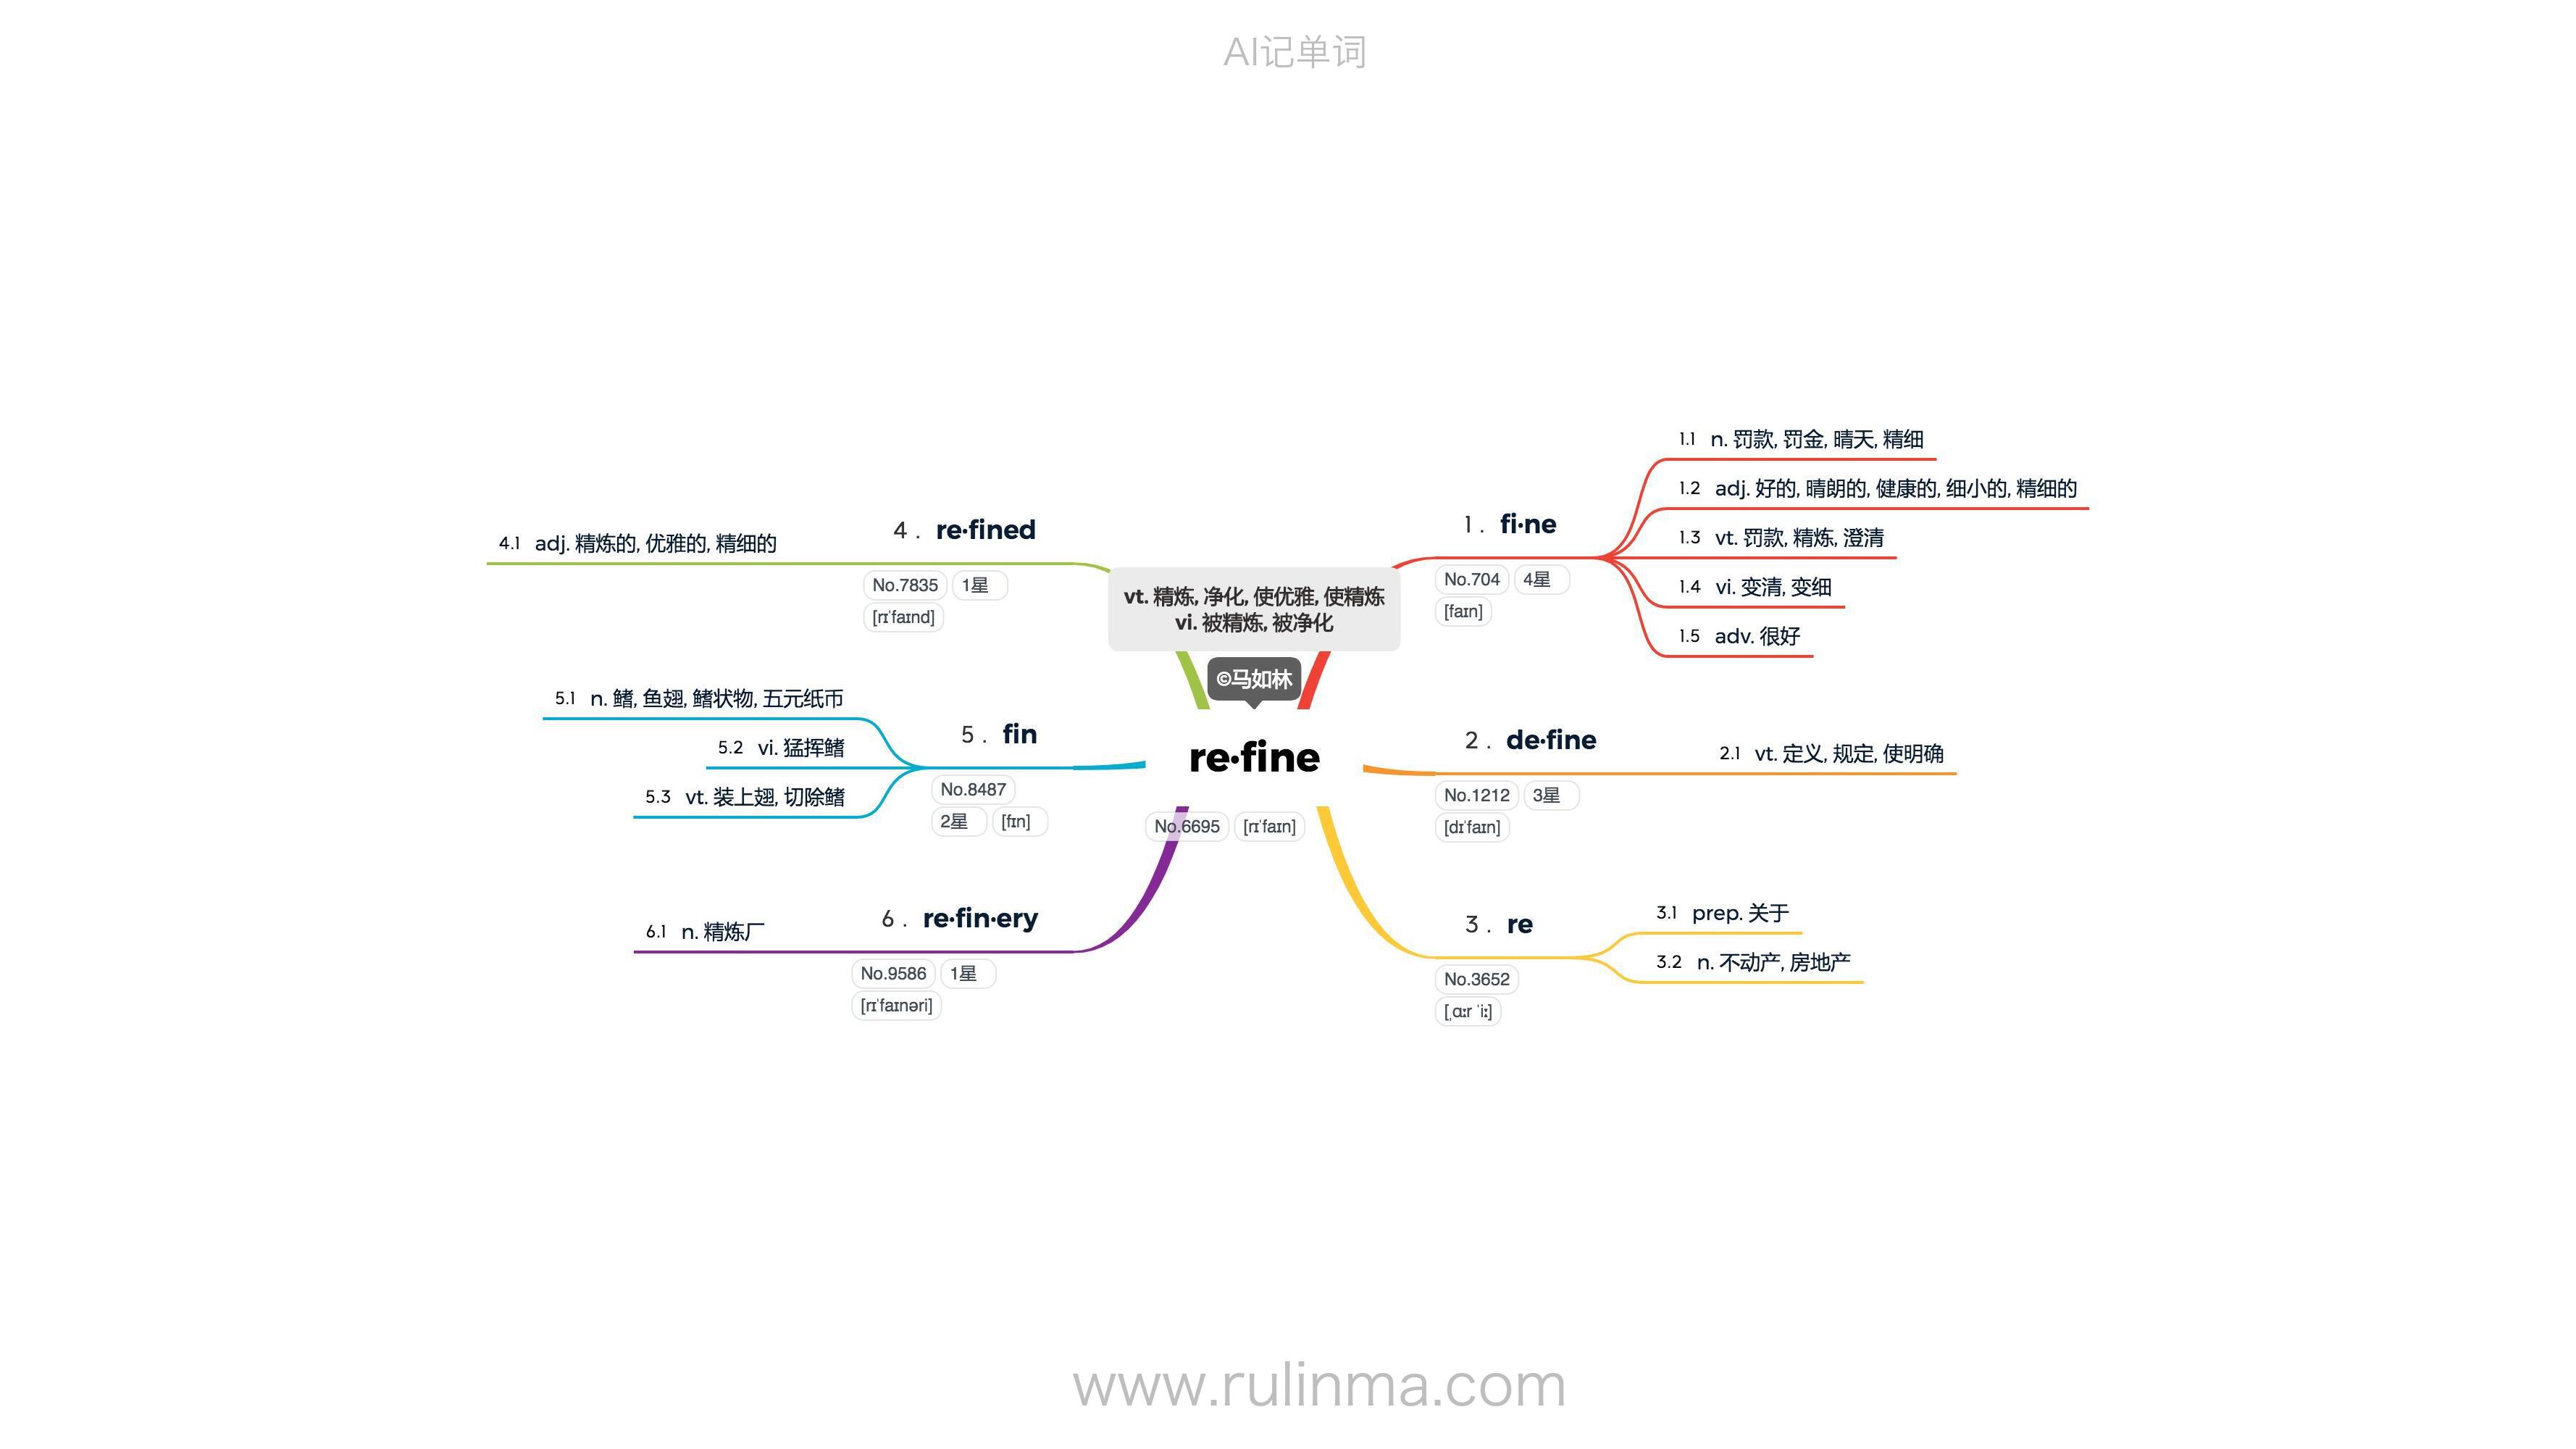 AI记单词
vt. 精炼, 净化, 使优雅, 使精炼
vi. 被精炼, 被净化
©马如林
re·fine
No.6695 [rɪˈfaɪn]
1 . fi·ne
No.704 4星
[faɪn]
1.1 n. 罚款, 罚金, 晴天, 精细
1.2 adj. 好的, 晴朗的, 健康的, 细小的, 精细的
1.3 vt. 罚款, 精炼, 澄清
1.4 vi. 变清, 变细
1.5 adv. 很好
2 . de·fine
No.1212 3星
[dɪˈfaɪn]
2.1 vt. 定义, 规定, 使明确
3 . re
No.3652
[ˌɑːr ˈiː]
3.1 prep. 关于
3.2 n. 不动产, 房地产
4 . re·fined
No.7835 1星
[rɪˈfaɪnd]
4.1 adj. 精炼的, 优雅的, 精细的
5 . fin
No.8487
2星 [fɪn]
5.1 n. 鳍, 鱼翅, 鳍状物, 五元纸币
5.2 vi. 猛挥鳍
5.3 vt. 装上翅, 切除鳍
6 . re·fin·ery
No.9586 1星
[rɪˈfaɪnəri]
6.1 n. 精炼厂
www.rulinma.com